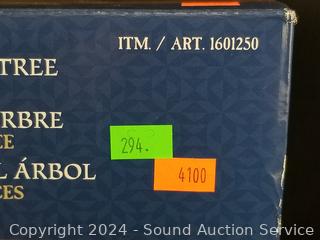 ITM. / ART. 1601250
TREE
RBRE
CE
294.
L ÁRBOL
4100
CES
Copyright © 2024 - Sound Auction Service